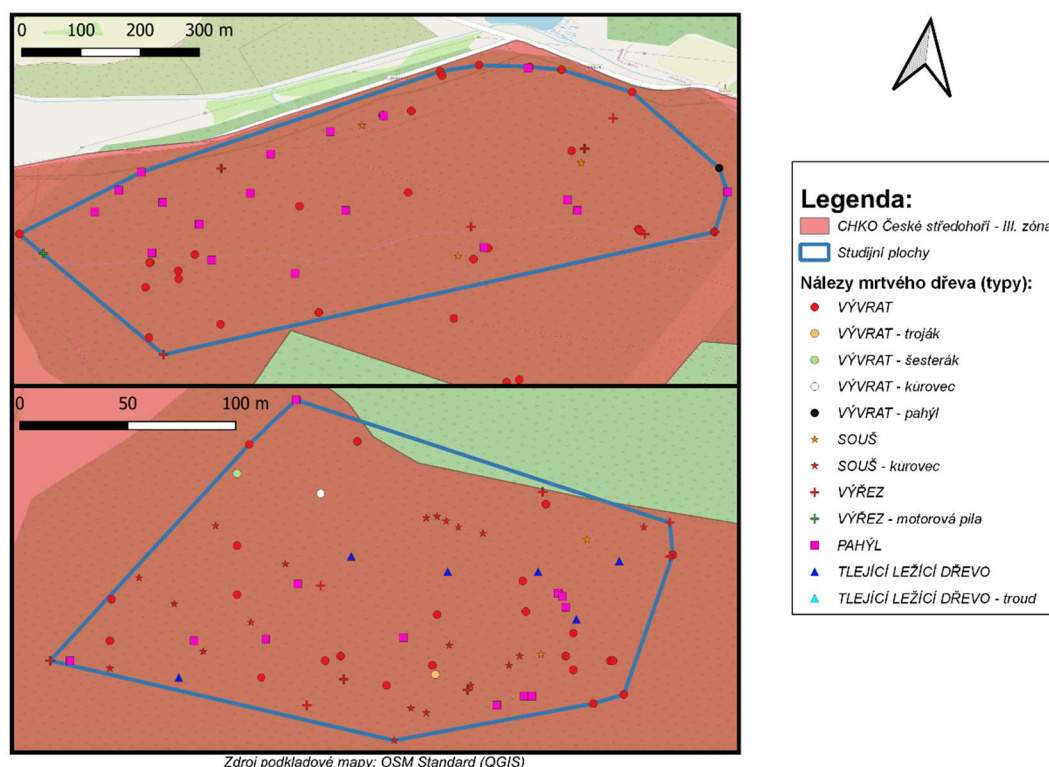 0 100 200 300 m
0 50 100 m
Zdroj podkladové mapy: OSM Standard (QGIS)
Legenda:
CHKO České středohoří - III. zóna
Studijní plochy
Nálezy mrtvého dřeva (typy):
VÝVRAT
VÝVRAT - troják
VÝVRAT - šesterák
VÝVRAT - kůrovec
VÝVRAT - pahýl
SOUŠ
SOUŠ - kůrovec
VÝŘEZ
VÝŘEZ - motorová pila
PAHÝL
TLEJÍCÍ LEŽÍCÍ DŘEVO
TLEJÍCÍ LEŽÍCÍ DŘEVO - troud